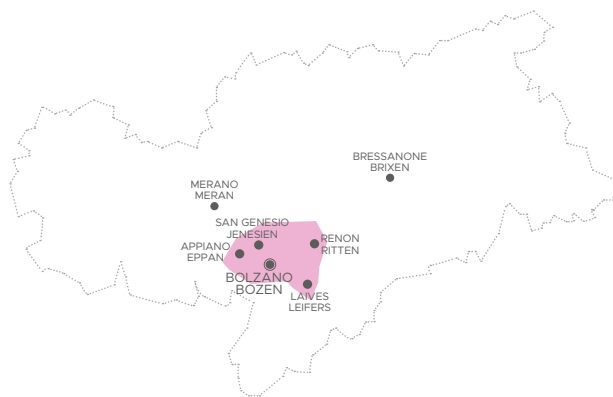 BRESSANONE
BRIXEN
MERANO
MERAN
SAN GENESIO
JENESIEN
RENON
RITTEN
APPIANO
EPPAN
BOLZANO
BOZEN
LAIVES
LEIFERS